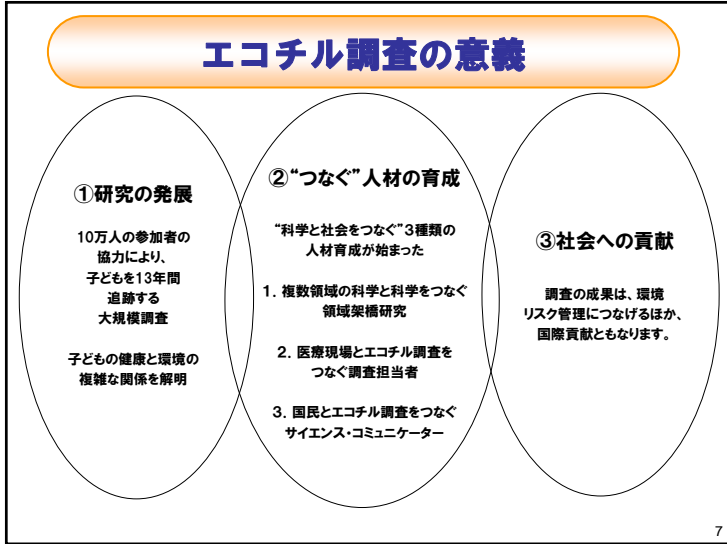 エコチル調査の意義
①研究の発展
10万人の参加者の
協力により、
子どもを13年間
追跡する
大規模調査
子どもの健康と環境の
複雑な関係を解明
②“つなぐ”人材の育成
“科学と社会をつなぐ”3種類の
人材育成が始まった
1. 複数領域の科学と科学をつなぐ
領域架橋研究
2. 医療現場とエコチル調査を
つなぐ調査担当者
3. 国民とエコチル調査をつなぐ
サイエンス・コミュニケーター
③社会への貢献
調査の成果は、環境
リスク管理につなげるほか、
国際貢献ともなります。
7